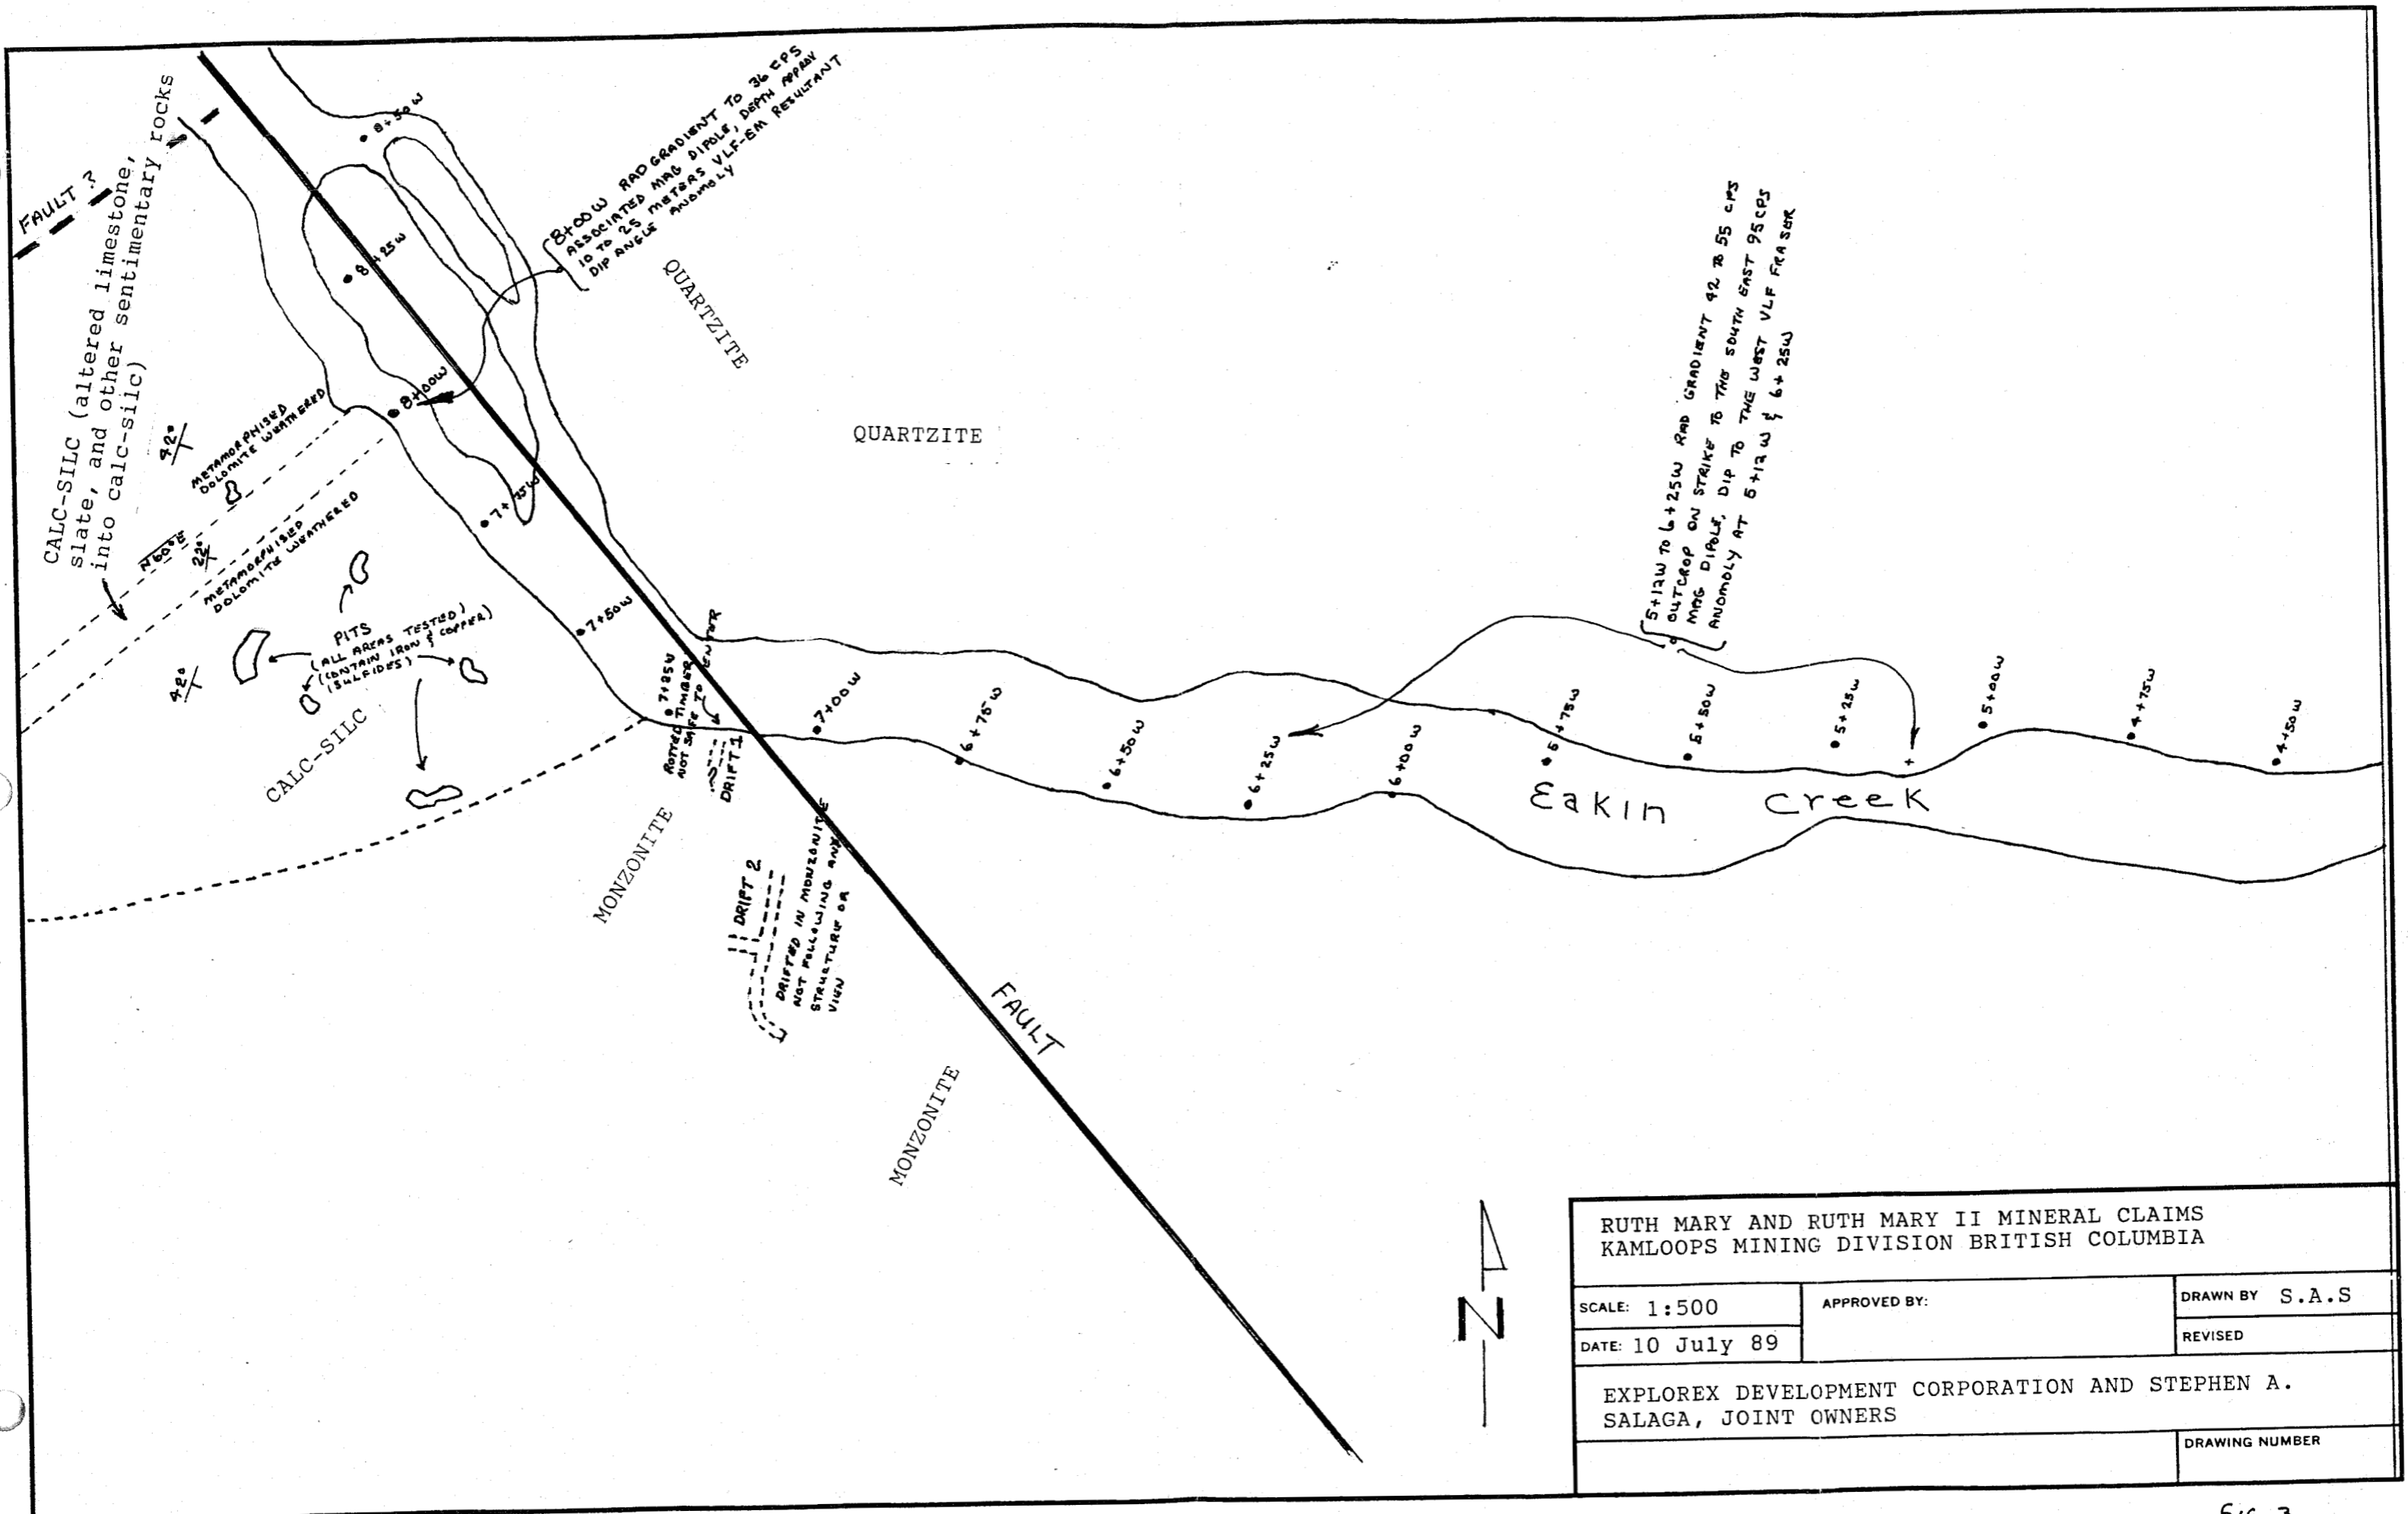 FAULT ?
CALC-SILC (altered limestone,
slate, and other sentimentary rocks
into calc-silc)
8+50W
8+25W
8+00W
7+75W
7+50W
7+25W
7+00W
6+75W
6+50W
6+25W
6+00W
5+75W
5+50W
5+25W
5+00W
4+75W
4+50W
8+00W RAD GRADIENT TO 36 CPS
ASSOCIATED MAG DIPOLE, DEPTH APPROX
10 TO 25 METERS VLF-EM RESULTANT
DIP ANGLE ANOMOLY
QUARTZITE
QUARTZITE
5+12W TO 6+25W RAD GRADIENT 42 TO 55 CPS
OUTCROP ON STRIKE TO THE SOUTH EAST 95 CPS
MAG DIPOLE, DIP TO THE WEST VLF FRASER
ANOMOLY AT 5+12W & 6+25W
42°
METAMORPHISED
DOLOMITE WEATHERED
N60°E
22°
METAMORPHISED
DOLOMITE WEATHERED
42°
PITS
(ALL AREAS TESTED)
(CONTAIN IRON & COPPER)
(SULFIDES)
CALC-SILC
ROTTED TIMBER
NOT SAFE TO ENTER
DRIFT 1
MONZONITE
DRIFT 2
DRIFTED IN MONZONITE
NOT FOLLOWING ANY
STRUCTURE OR
VIEN
Eakin Creek
FAULT
MONZONITE
N
RUTH MARY AND RUTH MARY II MINERAL CLAIMS
KAMLOOPS MINING DIVISION BRITISH COLUMBIA
SCALE: 1:500
APPROVED BY:
DRAWN BY S.A.S
DATE: 10 July 89
REVISED
EXPLOREX DEVELOPMENT CORPORATION AND STEPHEN A.
SALAGA, JOINT OWNERS
DRAWING NUMBER